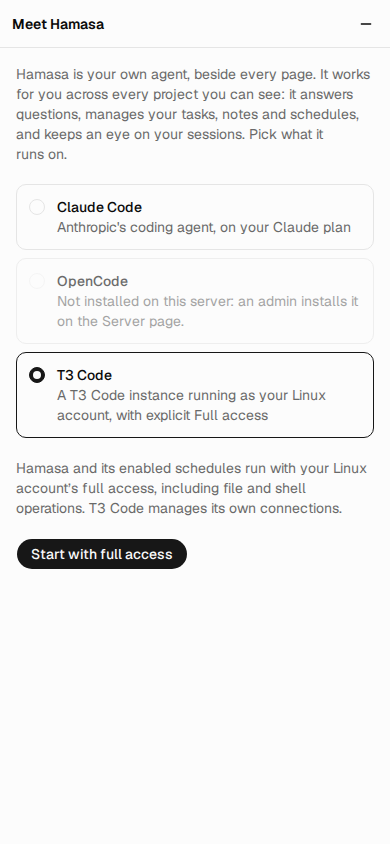 Meet Hamasa
Hamasa is your own agent, beside every page. It works
for you across every project you can see: it answers
questions, manages your tasks, notes and schedules,
and keeps an eye on your sessions. Pick what it
runs on.
Claude Code
Anthropic's coding agent, on your Claude plan
OpenCode
Not installed on this server: an admin installs it
on the Server page.
T3 Code
A T3 Code instance running as your Linux
account, with explicit Full access
Hamasa and its enabled schedules run with your Linux
account's full access, including file and shell
operations. T3 Code manages its own connections.
Start with full access